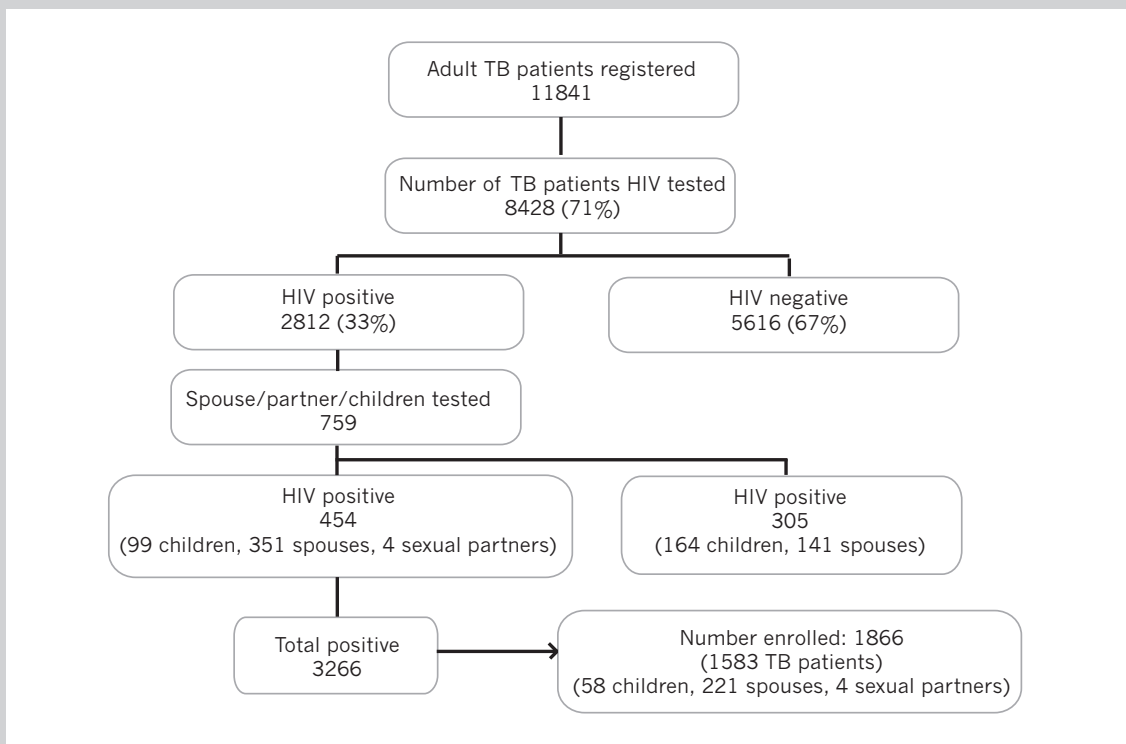 Adult TB patients registered
11841
Number of TB patients HIV tested
8428 (71%)
HIV positive
2812 (33%)
HIV negative
5616 (67%)
Spouse/partner/children tested
759
HIV positive
454
(99 children, 351 spouses, 4 sexual partners)
HIV positive
305
(164 children, 141 spouses)
Total positive
3266
Number enrolled: 1866
(1583 TB patients)
(58 children, 221 spouses, 4 sexual partners)